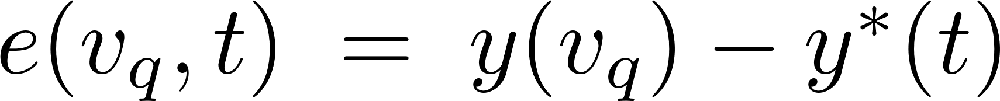 e(v_q, t) = y(v_q) − y*(t)